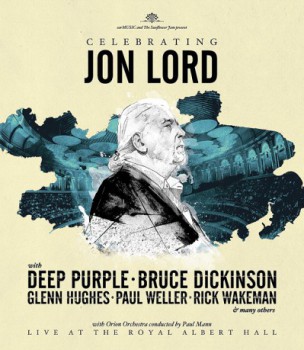 earMUSIC and The Sunflower Jam present
CELEBRATING
JON LORD
with
DEEP PURPLE · BRUCE DICKINSON
GLENN HUGHES · PAUL WELLER · RICK WAKEMAN
& many others
with Orion Orchestra conducted by Paul Mann
LIVE AT THE ROYAL ALBERT HALL